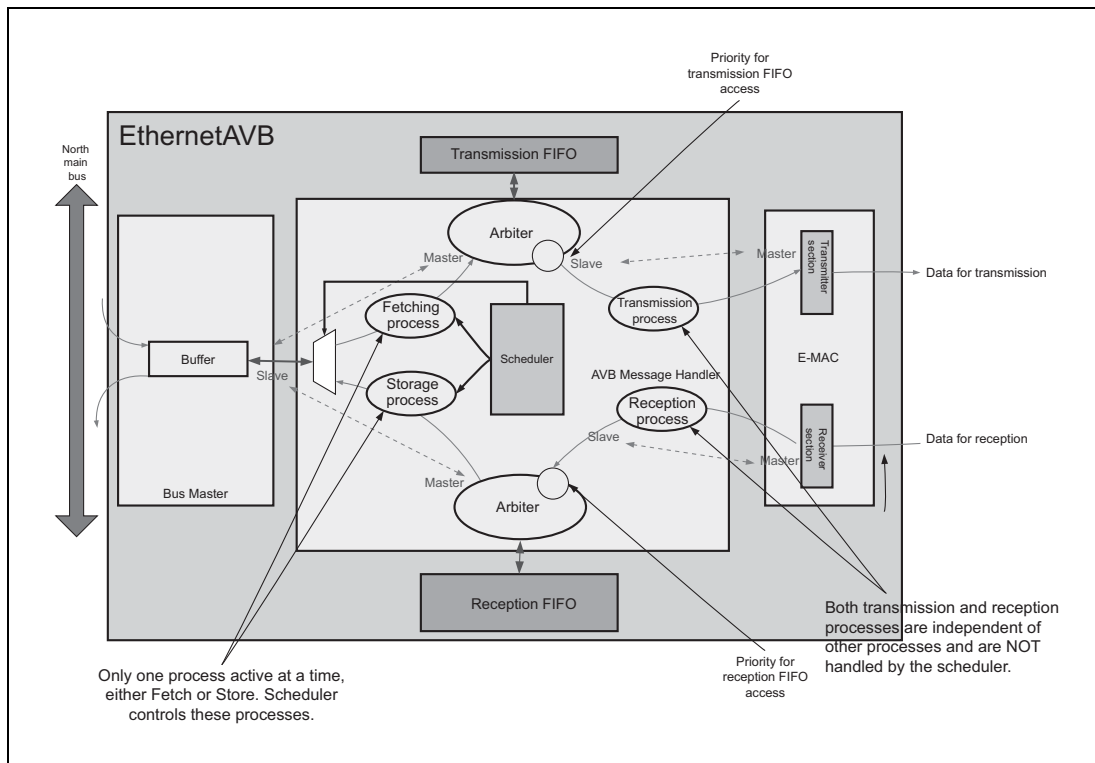 Priority for
transmission FIFO
access
EthernetAVB
North
main
bus
Transmission FIFO
Arbiter
Master
Slave
Master
Transmitter
section
Data for transmission
Fetching
process
Transmission
process
Buffer
Slave
Scheduler
E-MAC
Storage
process
AVB Message Handler
Reception
process
Slave
Master
Receiver
section
Data for reception
Master
Arbiter
Bus Master
Reception FIFO
Both transmission and reception
processes are independent of
other processes and are NOT
handled by the scheduler.
Only one process active at a time,
either Fetch or Store. Scheduler
controls these processes.
Priority for
reception FIFO
access